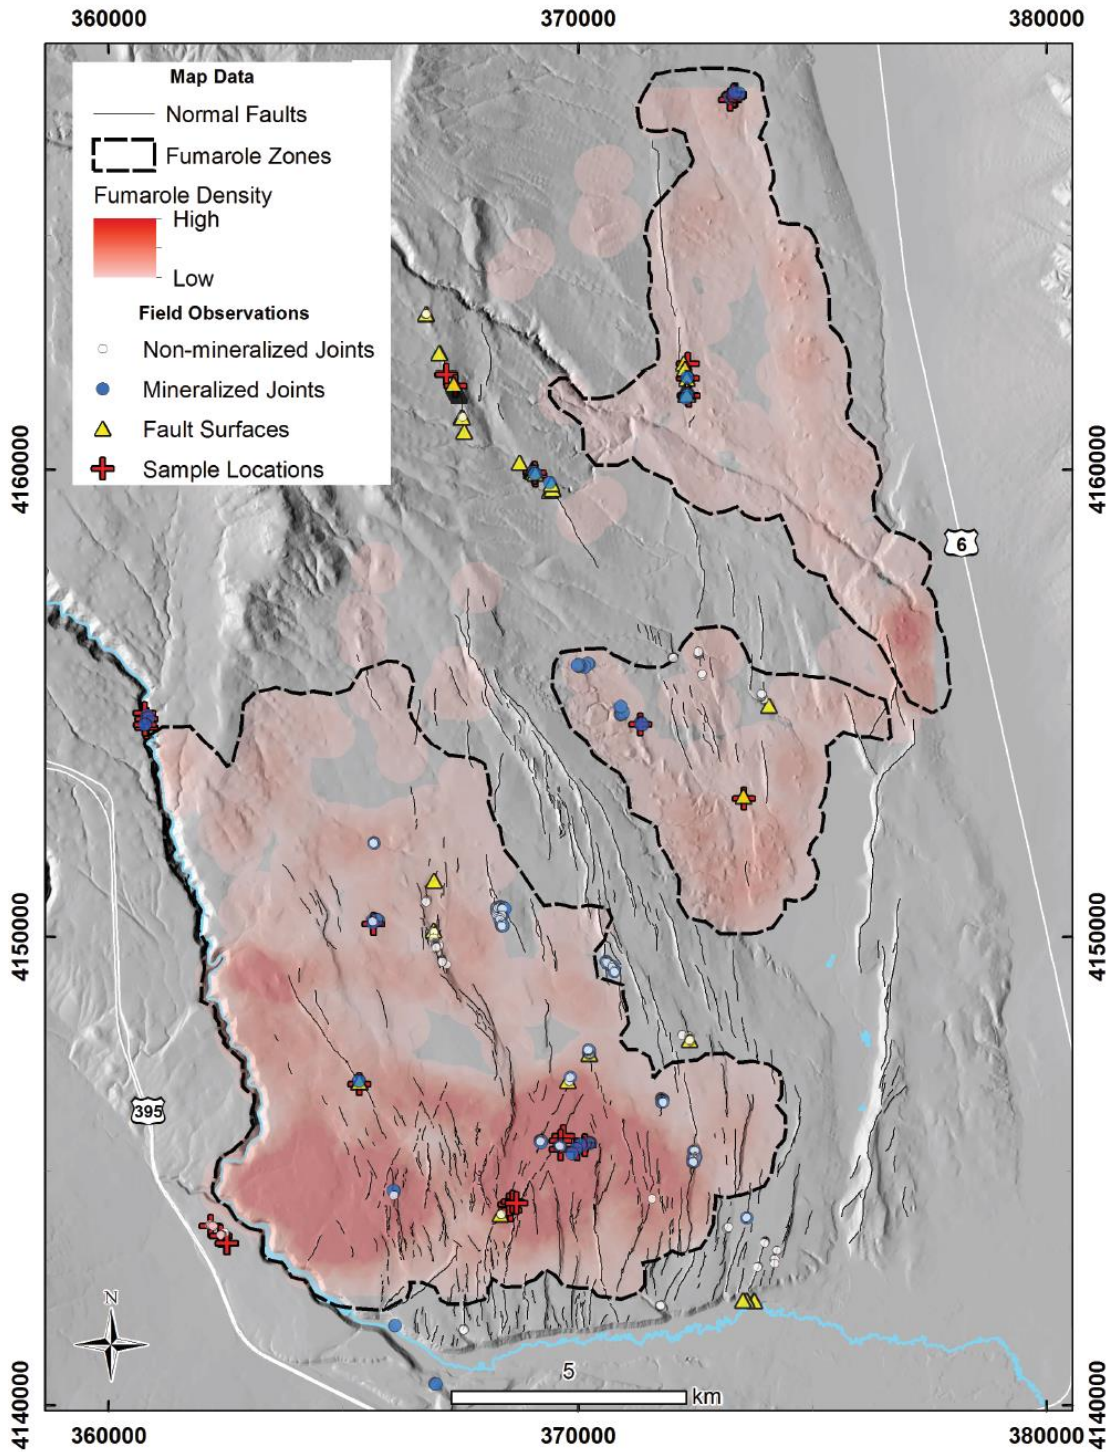 360000 370000 380000
Map Data
Normal Faults
Fumarole Zones
Fumarole Density
High
Low
Field Observations
Non-mineralized Joints
Mineralized Joints
Fault Surfaces
Sample Locations
4160000 4160000
6
4150000 4150000
395
N
5
km
4140000 4140000
360000 370000 380000